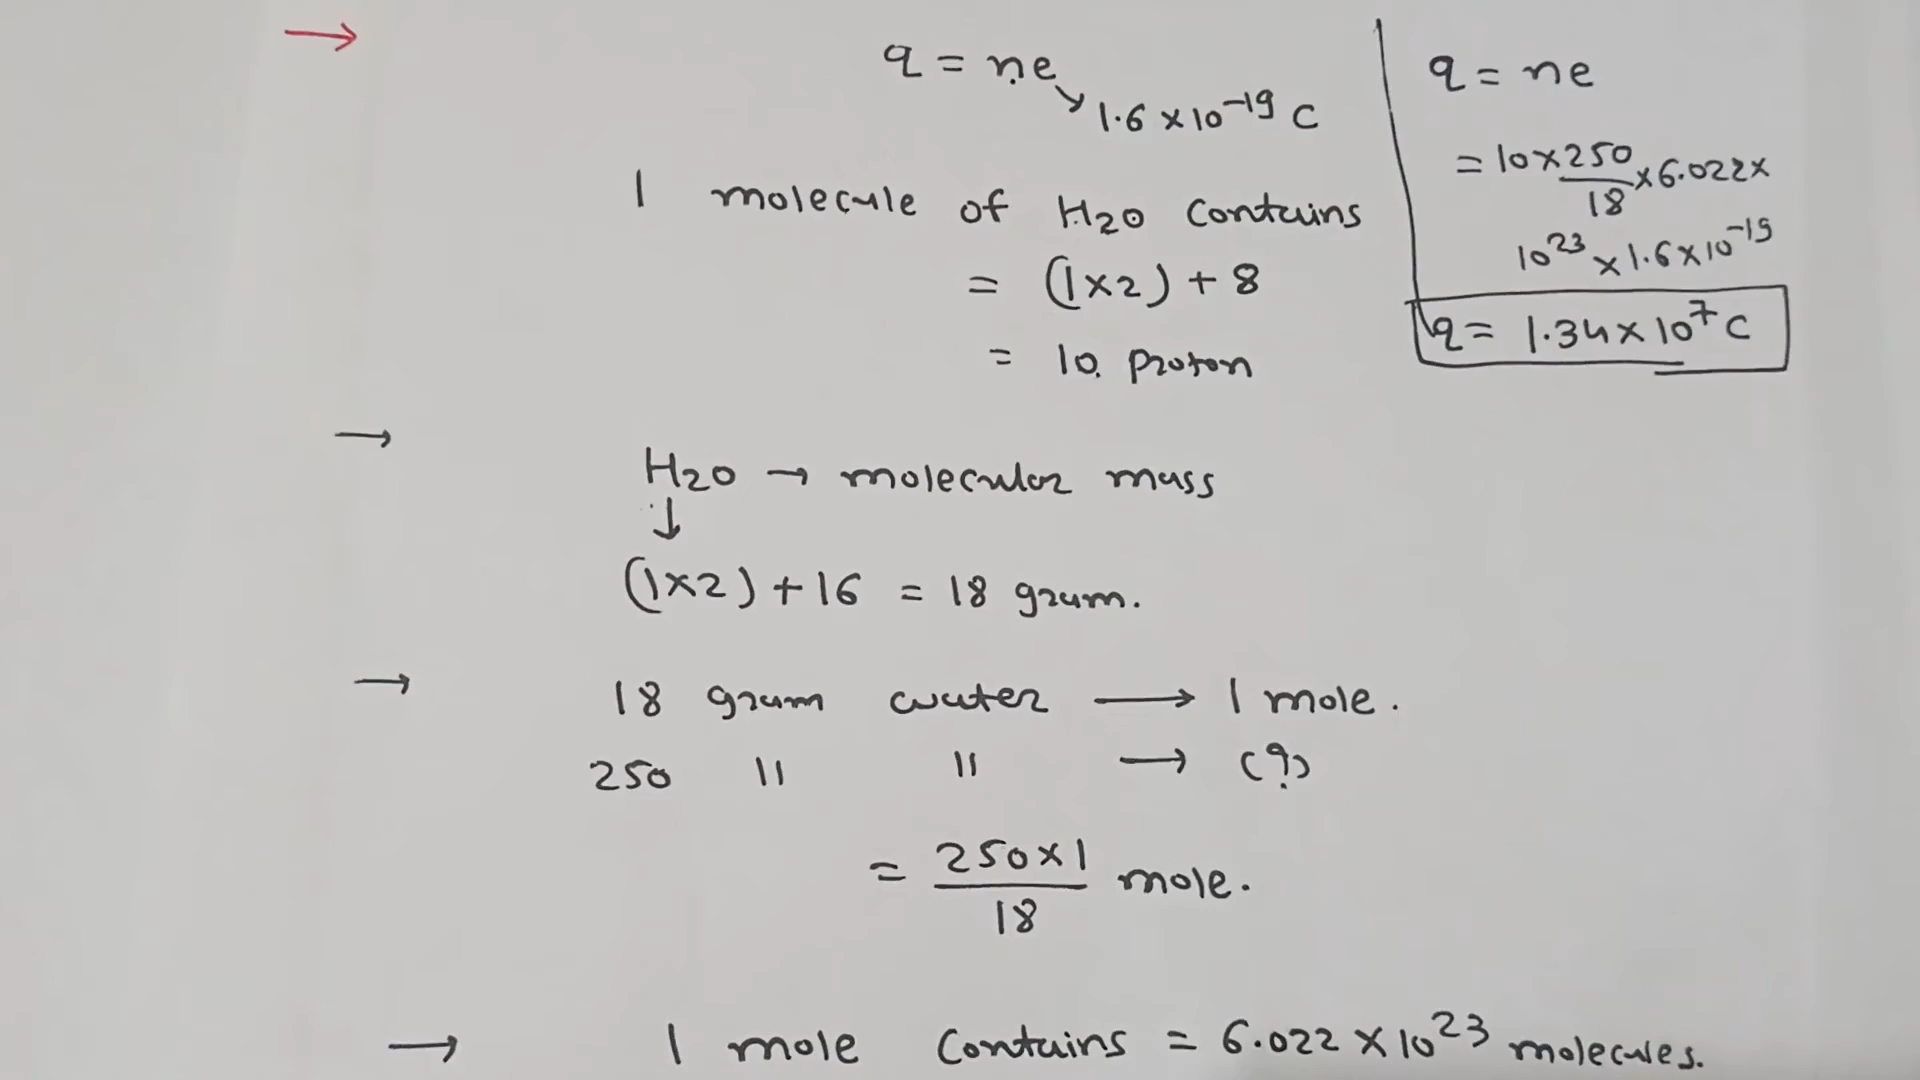 →
q = ne
→ 1.6 × 10⁻¹⁹ C
1 molecule of H₂O contains
= (1×2) + 8
= 10. proton
→
H₂O → molecular mass
↓
(1×2) + 16 = 18 gram.
→ 18 gram water → 1 mole.
250 11 11 → (?)
= 250×1/18 mole.
→ 1 mole contains = 6.022 × 10²³ molecules.
q = ne
= 10 × 250/18 × 6.022 ×
10²³ × 1.6 × 10⁻¹⁹
q = 1.34 × 10⁷ C